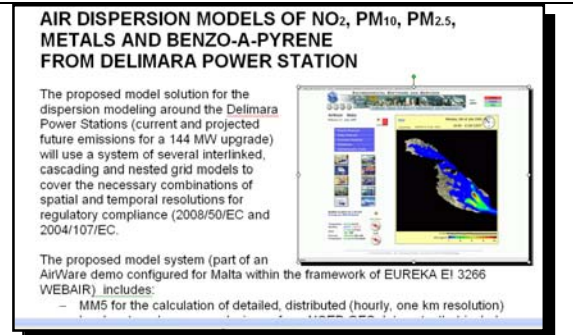 AIR DISPERSION MODELS OF NO2, PM10, PM2.5,
METALS AND BENZO-A-PYRENE
FROM DELIMARA POWER STATION
The proposed model solution for the
dispersion modeling around the Delimara
Power Stations (current and projected
future emissions for a 144 MW upgrade)
will use a system of several interlinked,
cascading and nested grid models to
cover the necessary combinations of
spatial and temporal resolutions for
regulatory compliance (2008/50/EC and
2004/107/EC.
The proposed model system (part of an
AirWare demo configured for Malta within the framework of EUREKA E! 3266
WEBAIR) includes:
– MM5 for the calculation of detailed, distributed (hourly, one km resolution)